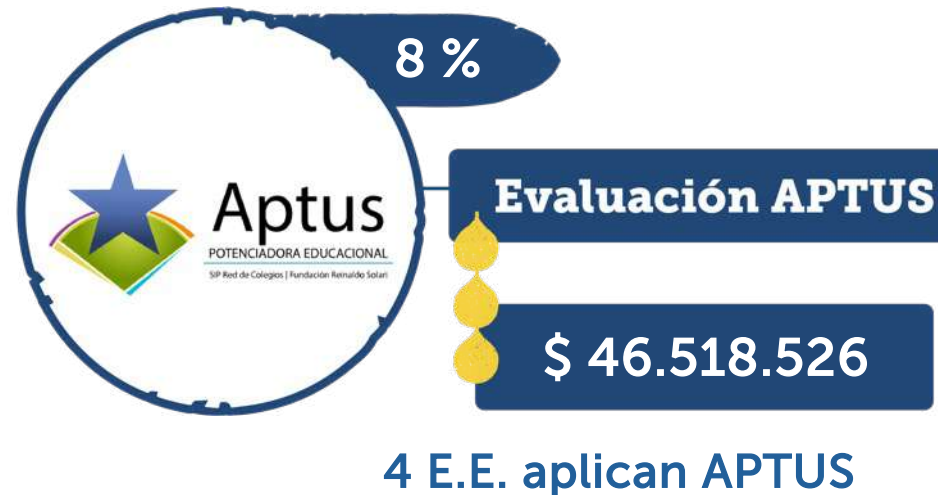 8 %
Aptus
POTENCIADORA EDUCACIONAL
SIP Red de Colegios | Fundación Reinaldo Solari
Evaluación APTUS
$ 46.518.526
4 E.E. aplican APTUS